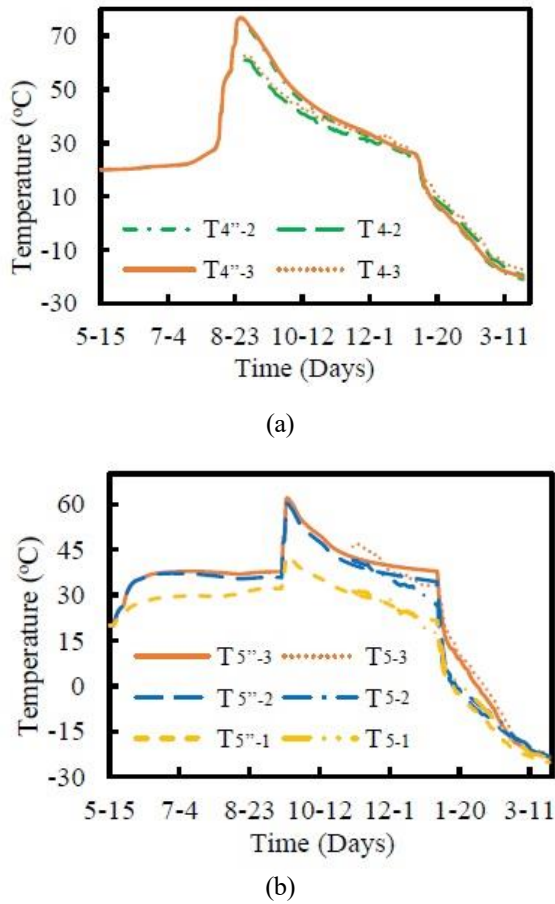 70
50
30
10
-10
-30
Temperature (°C)
T4”-2 T4-2
T4”-3 T4-3
5-15 7-4 8-23 10-12 12-1 1-20 3-11
Time (Days)
(a)
60
45
30
15
0
-15
-30
Temperature (°C)
T5”-3 T5-3
T5”-2 T5-2
T5”-1 T5-1
5-15 7-4 8-23 10-12 12-1 1-20 3-11
Time (Days)
(b)